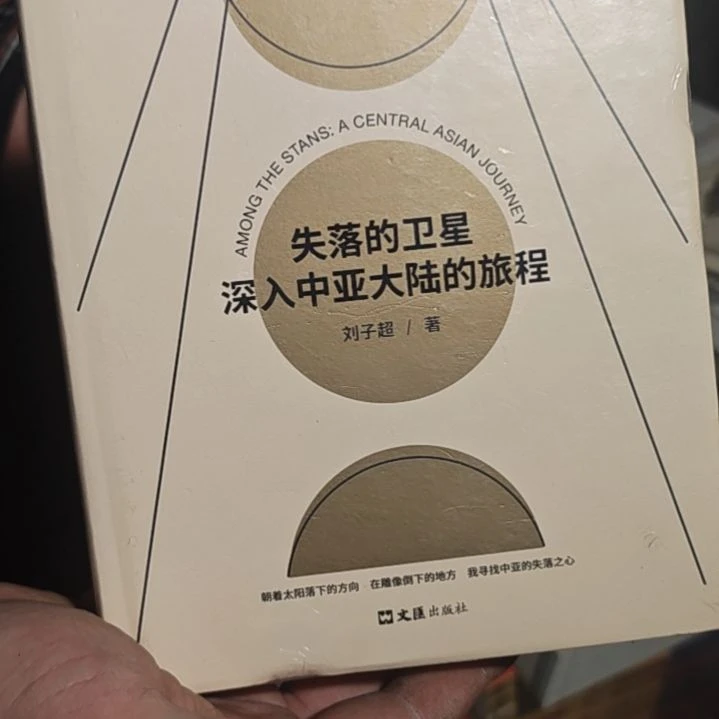 AMONG THE STANS: A CENTRAL ASIAN JOURNEY
失落的卫星
深入中亚大陆的旅程
刘子超 / 著
朝着太阳落下的方向 在雕像倒下的地方 我寻找中亚的失落之心
文匯出版社